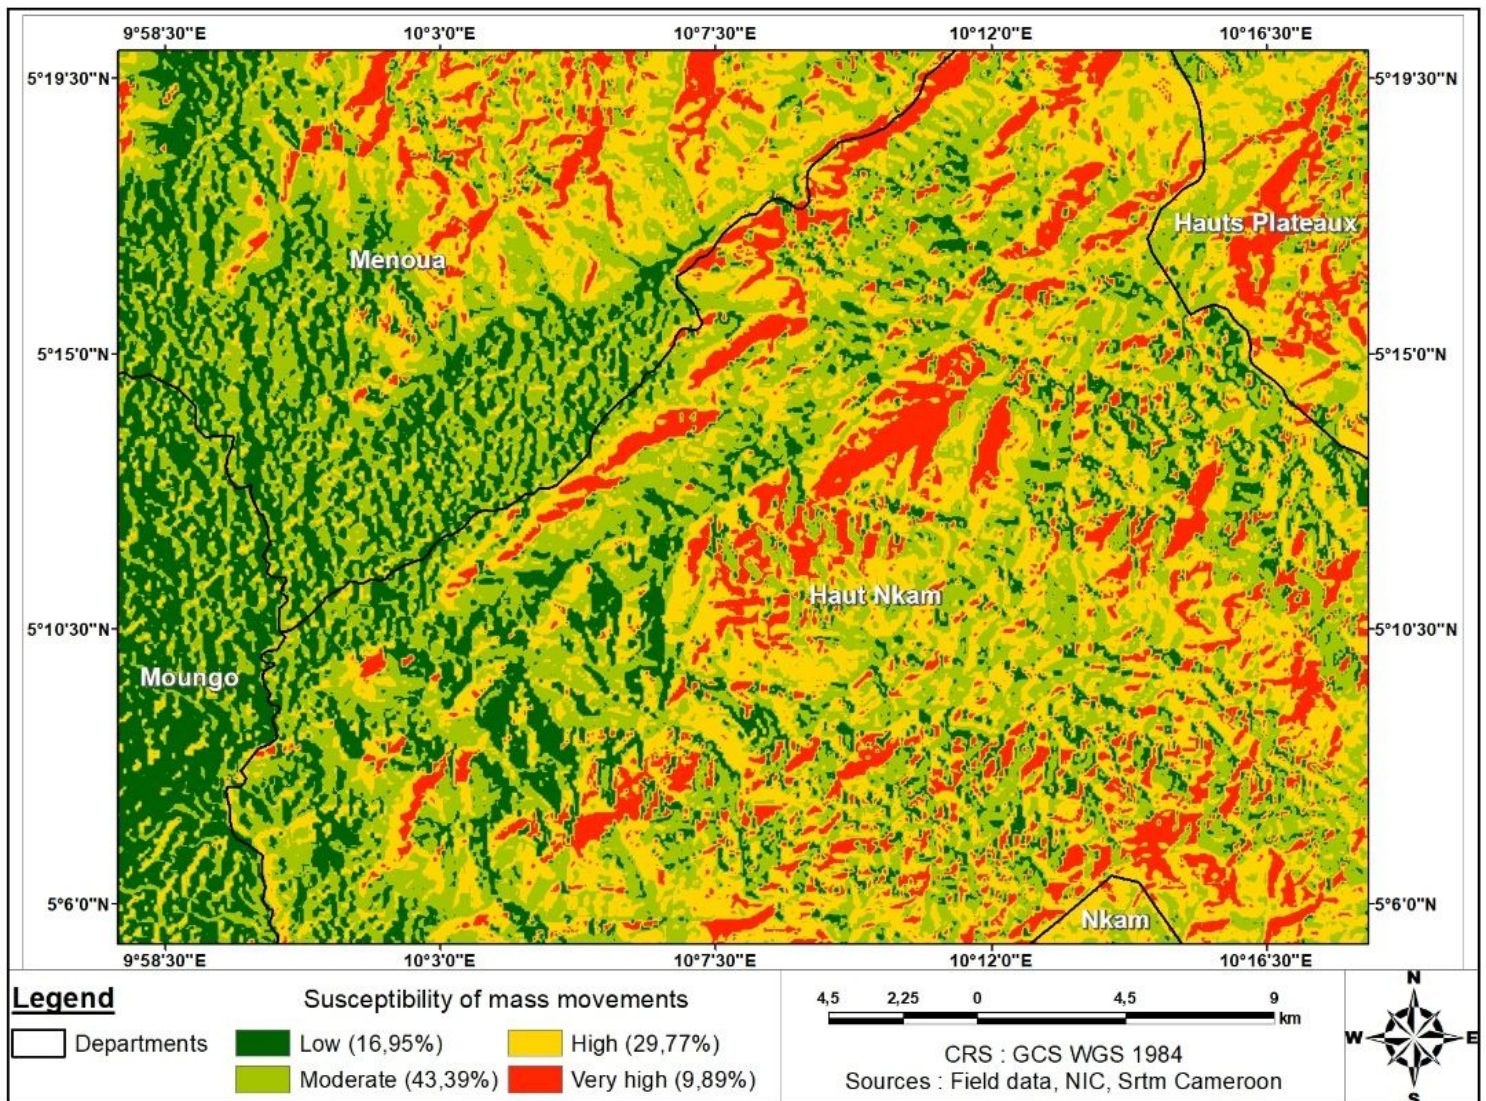 9°58'30"E 10°3'0"E 10°7'30"E 10°12'0"E 10°16'30"E
5°19'30"N 5°19'30"N
Hauts Plateaux
Menoua
5°15'0"N 5°15'0"N
Haut Nkam
5°10'30"N 5°10'30"N
Moungo
5°6'0"N 5°6'0"N
Nkam
9°58'30"E 10°3'0"E 10°7'30"E 10°12'0"E 10°16'30"E
Legend
Susceptibility of mass movements
Departments
Low (16,95%)
High (29,77%)
Moderate (43,39%)
Very high (9,89%)
4,5 2,25 0 4,5 9
km
CRS : GCS WGS 1984
Sources : Field data, NIC, Srtm Cameroon
N
W E
S